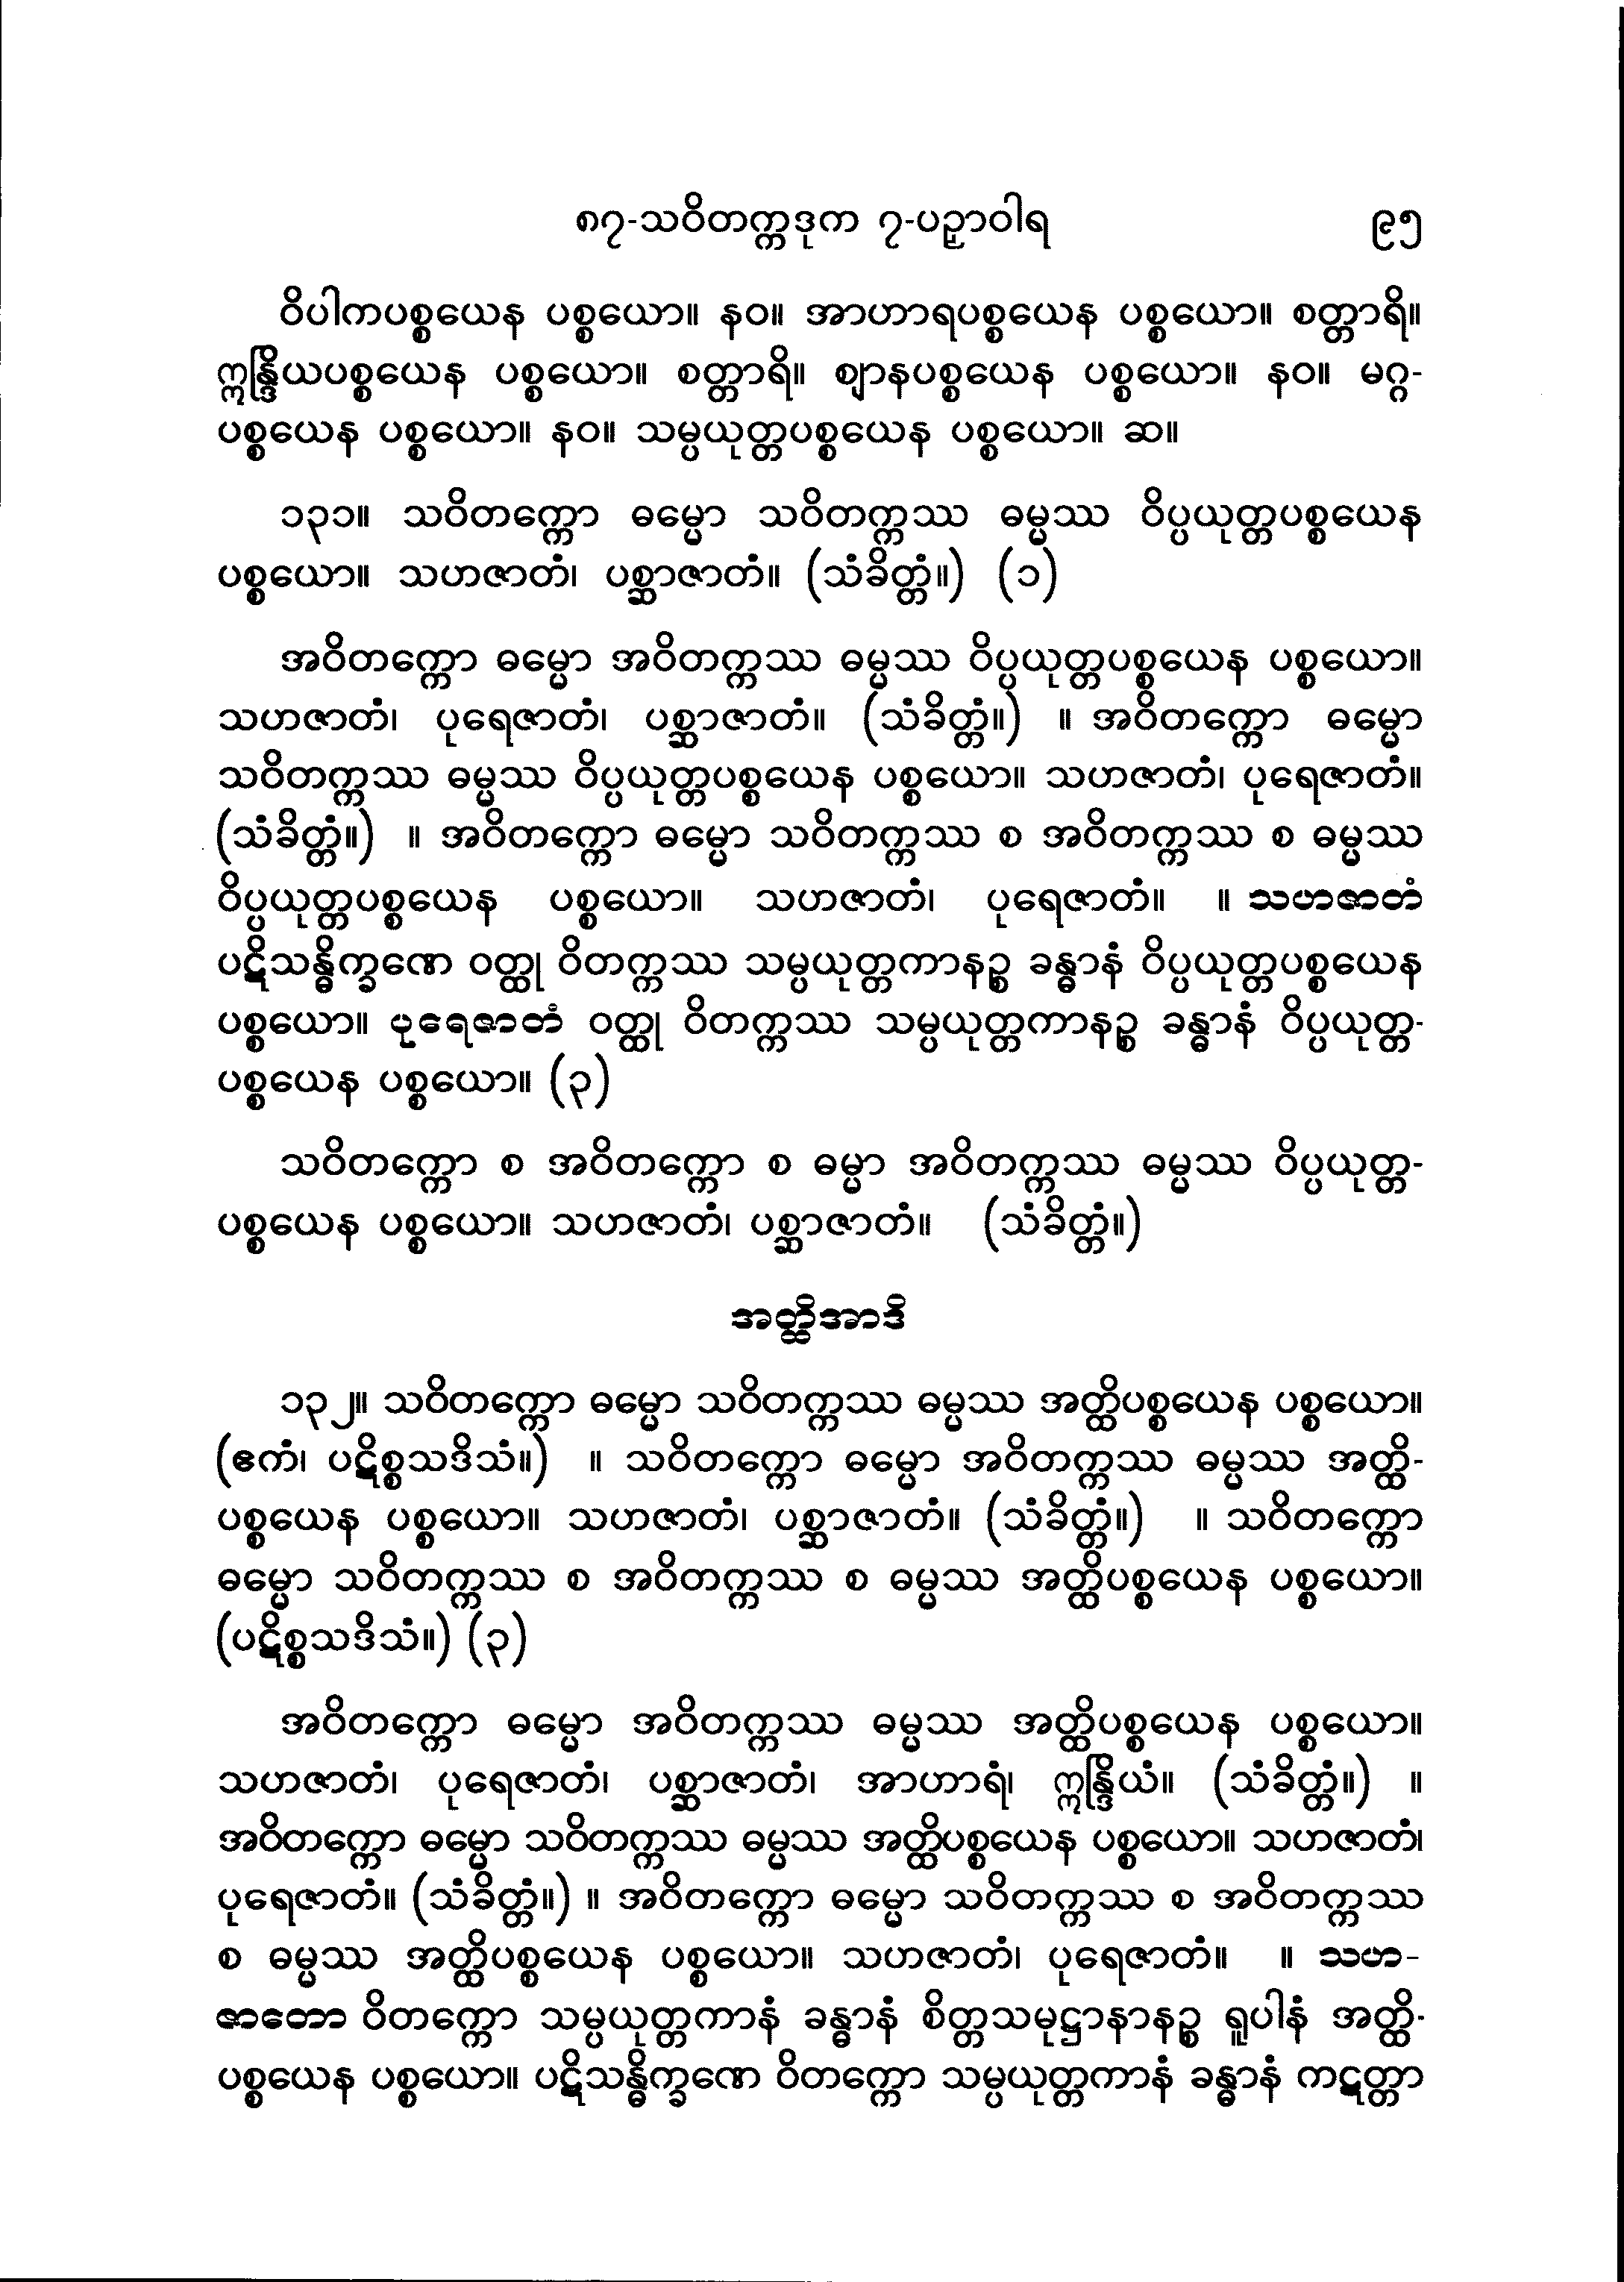 ၈၇-သဝိတက္ကဒုက ၇-ပဉှာဝါရ ၉၅
ဝိပါကပစ္စယေန ပစ္စယော။ နဝ။ အာဟာရပစ္စယေန ပစ္စယော။ စတ္တာရိ။
ဣန္ဒြိယပစ္စယေန ပစ္စယော။ စတ္တာရိ။ ဈာနပစ္စယေန ပစ္စယော။ နဝ။ မဂ္ဂ-
ပစ္စယေန ပစ္စယော။ နဝ။ သမ္ပယုတ္တပစ္စယေန ပစ္စယော။ ဆ။
၁၃၁။ သဝိတက္ကော ဓမ္မော သဝိတက္ကဿ ဓမ္မဿ ဝိပ္ပယုတ္တပစ္စယေန
ပစ္စယော။ သဟဇာတံ၊ ပစ္ဆာဇာတံ။ (သံခိတ္တံ။) (၁)
အဝိတက္ကော ဓမ္မော အဝိတက္ကဿ ဓမ္မဿ ဝိပ္ပယုတ္တပစ္စယေန ပစ္စယော။
သဟဇာတံ၊ ပုရေဇာတံ၊ ပစ္ဆာဇာတံ။ (သံခိတ္တံ။) ။ အဝိတက္ကော ဓမ္မော
သဝိတက္ကဿ ဓမ္မဿ ဝိပ္ပယုတ္တပစ္စယေန ပစ္စယော။ သဟဇာတံ၊ ပုရေဇာတံ။
(သံခိတ္တံ။) ။ အဝိတက္ကော ဓမ္မော သဝိတက္ကဿ စ အဝိတက္ကဿ စ ဓမ္မဿ
ဝိပ္ပယုတ္တပစ္စယေန ပစ္စယော။ သဟဇာတံ၊ ပုရေဇာတံ။ ။ သဟဇာတံ
ပဋိသန္ဓိက္ခဏေ ဝတ္ထု ဝိတက္ကဿ သမ္ပယုတ္တကာနဉ္စ ခန္ဓာနံ ဝိပ္ပယုတ္တပစ္စယေန
ပစ္စယော။ ပုရေဇာတံ ဝတ္ထု ဝိတက္ကဿ သမ္ပယုတ္တကာနဉ္စ ခန္ဓာနံ ဝိပ္ပယုတ္တ-
ပစ္စယေန ပစ္စယော။ (၃)
သဝိတက္ကော စ အဝိတက္ကော စ ဓမ္မာ အဝိတက္ကဿ ဓမ္မဿ ဝိပ္ပယုတ္တ-
ပစ္စယေန ပစ္စယော။ သဟဇာတံ၊ ပစ္ဆာဇာတံ။ (သံခိတ္တံ။)
အတ္ထိအာဒိ
၁၃၂။ သဝိတက္ကော ဓမ္မော သဝိတက္ကဿ ဓမ္မဿ အတ္ထိပစ္စယေန ပစ္စယော။
(ဧကံ၊ ပဋိစ္စသဒိသံ။) ။ သဝိတက္ကော ဓမ္မော အဝိတက္ကဿ ဓမ္မဿ အတ္ထိ-
ပစ္စယေန ပစ္စယော။ သဟဇာတံ၊ ပစ္ဆာဇာတံ။ (သံခိတ္တံ။) ။ သဝိတက္ကော
ဓမ္မော သဝိတက္ကဿ စ အဝိတက္ကဿ စ ဓမ္မဿ အတ္ထိပစ္စယေန ပစ္စယော။
(ပဋိစ္စသဒိသံ။) (၃)
အဝိတက္ကော ဓမ္မော အဝိတက္ကဿ ဓမ္မဿ အတ္ထိပစ္စယေန ပစ္စယော။
သဟဇာတံ၊ ပုရေဇာတံ၊ ပစ္ဆာဇာတံ၊ အာဟာရံ၊ ဣန္ဒြိယံ။ (သံခိတ္တံ။) ။
အဝိတက္ကော ဓမ္မော သဝိတက္ကဿ ဓမ္မဿ အတ္ထိပစ္စယေန ပစ္စယော။ သဟဇာတံ၊
ပုရေဇာတံ။ (သံခိတ္တံ။) ။ အဝိတက္ကော ဓမ္မော သဝိတက္ကဿ စ အဝိတက္ကဿ
စ ဓမ္မဿ အတ္ထိပစ္စယေန ပစ္စယော။ သဟဇာတံ၊ ပုရေဇာတံ။ ။ သဟ-
ဇာတော ဝိတက္ကော သမ္ပယုတ္တကာနံ ခန္ဓာနံ စိတ္တသမုဋ္ဌာနာနဉ္စ ရူပါနံ အတ္ထိ-
ပစ္စယေန ပစ္စယော။ ပဋိသန္ဓိက္ခဏေ ဝိတက္ကော သမ္ပယုတ္တကာနံ ခန္ဓာနံ ကဋတ္တာ